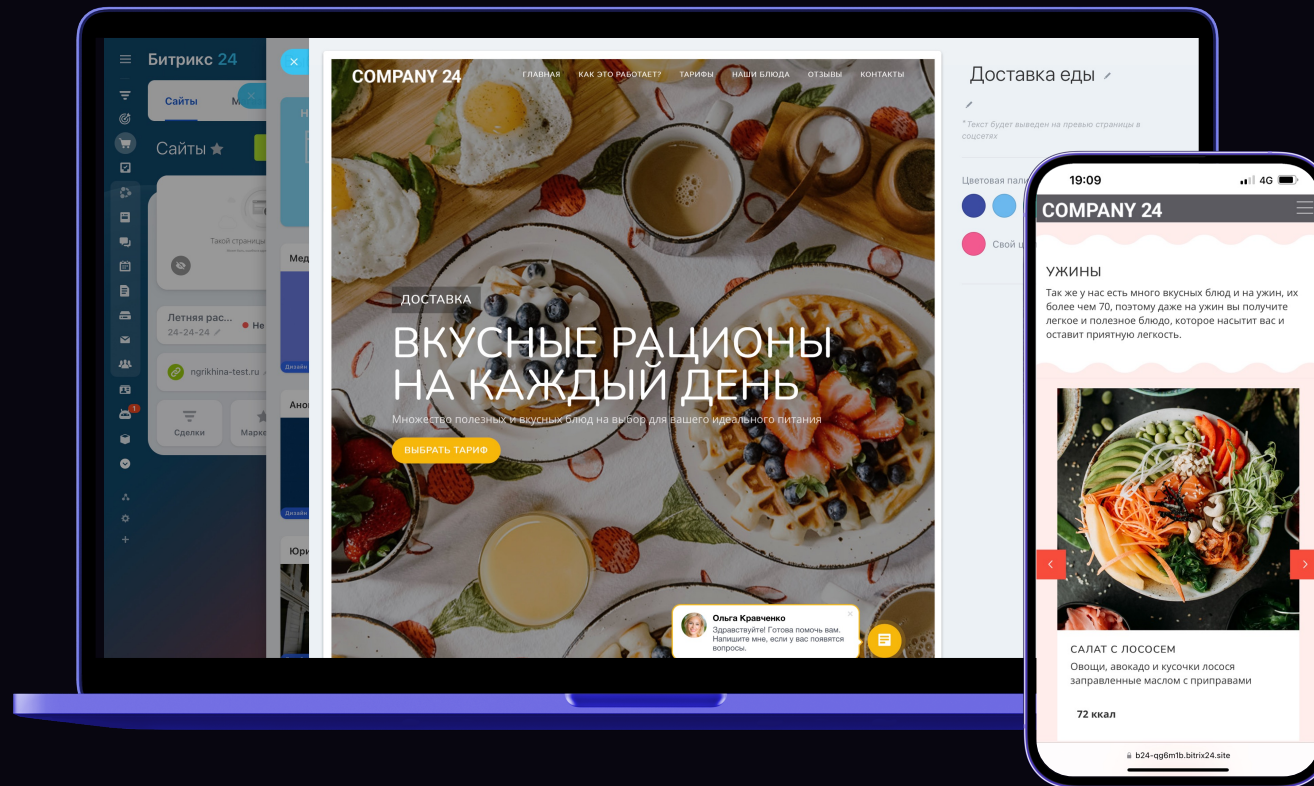 Битрикс 24
Сайты
М
Сайты
Такой страницы
Летняя рас...
24-24-24
Не
ngrikhina-test.ru
Сделки
Марке
1
Н
Мед
Дизайн
Ано
Дизайн
Юри
COMPANY 24
ГЛАВНАЯ КАК ЭТО РАБОТАЕТ? ТАРИФЫ НАШИ БЛЮДА ОТЗЫВЫ КОНТАКТЫ
ДОСТАВКА
ВКУСНЫЕ РАЦИОНЫ
НА КАЖДЫЙ ДЕНЬ
Множество полезных и вкусных блюд на выбор для вашего идеального питания
ВЫБРАТЬ ТАРИФ
Ольга Кравченко
Здравствуйте! Готова помочь вам.
Напишите мне, если у вас появятся
вопросы.
Доставка еды
*Текст будет выведен на превью страницы в
соцсетях
Цветовая пали
Свой ц
19:09 4G
COMPANY 24
УЖИНЫ
Так же у нас есть много вкусных блюд и на ужин, их
более чем 70, поэтому даже на ужин вы получите
легкое и полезное блюдо, которое насытит вас и
оставит приятную легкость.
САЛАТ С ЛОСОСЕМ
Овощи, авокадо и кусочки лосося
заправленные маслом с приправами
72 ккал
b24-qg6m1b.bitrix24.site